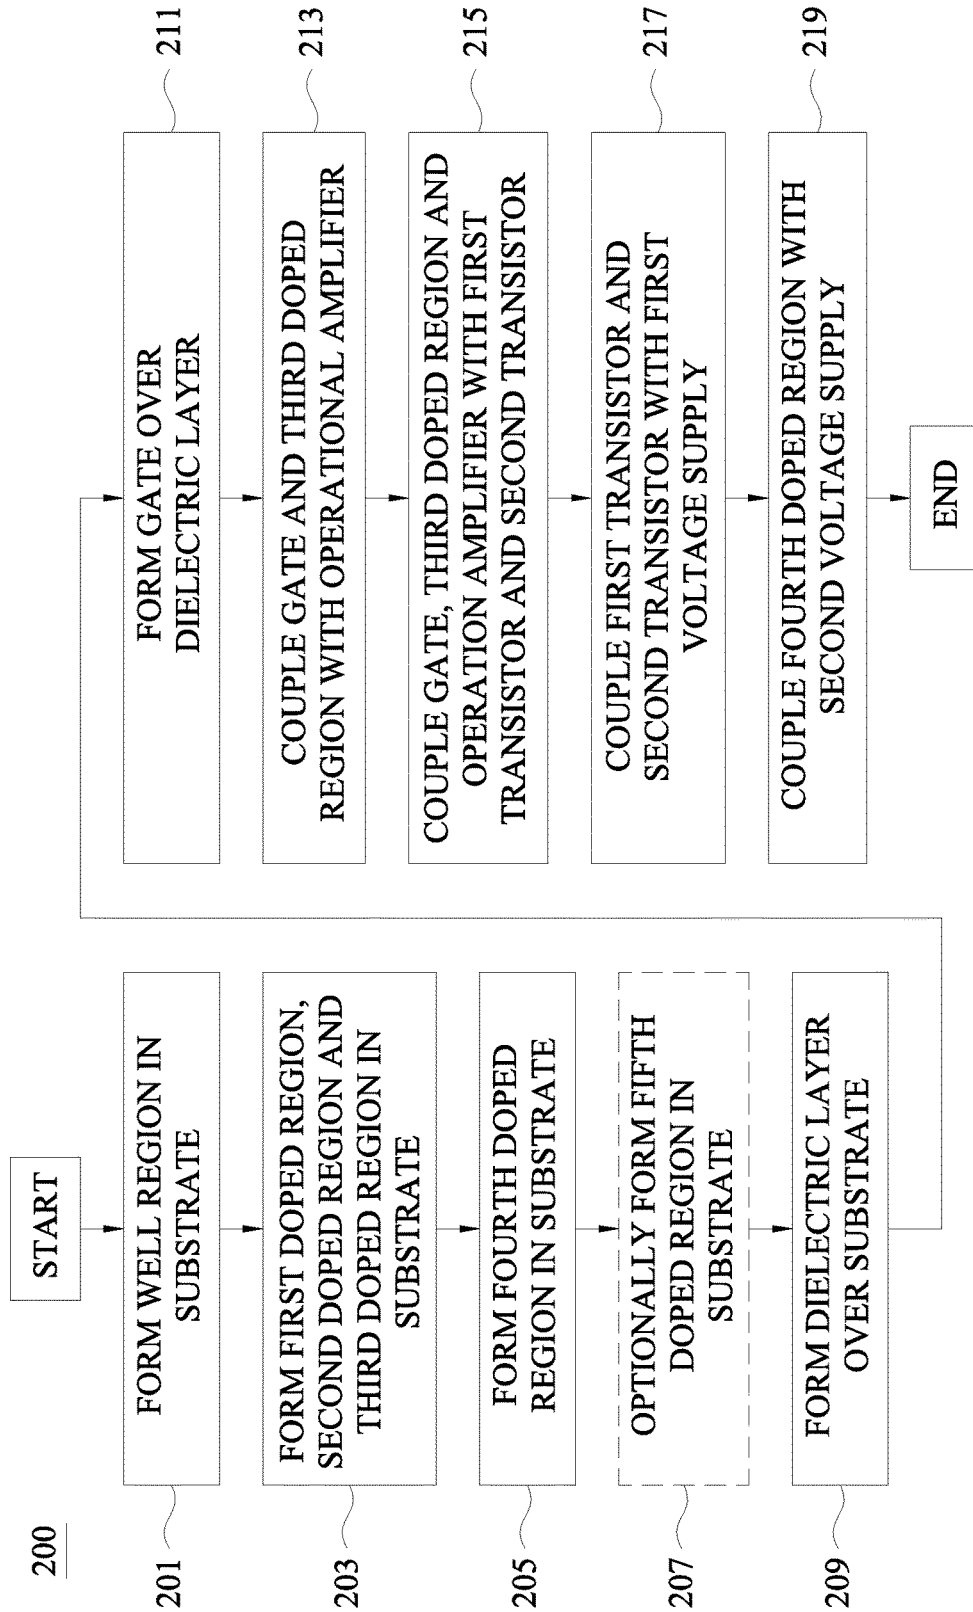 200
START
201
FORM WELL REGION IN
SUBSTRATE
203
FORM FIRST DOPED REGION,
SECOND DOPED REGION AND
THIRD DOPED REGION IN
SUBSTRATE
205
FORM FOURTH DOPED
REGION IN SUBSTRATE
207
OPTIONALLY FORM FIFTH
DOPED REGION IN
SUBSTRATE
209
FORM DIELECTRIC LAYER
OVER SUBSTRATE
FORM GATE OVER
DIELECTRIC LAYER
211
COUPLE GATE AND THIRD DOPED
REGION WITH OPERATIONAL AMPLIFIER
213
COUPLE GATE, THIRD DOPED REGION AND
OPERATION AMPLIFIER WITH FIRST
TRANSISTOR AND SECOND TRANSISTOR
215
COUPLE FIRST TRANSISTOR AND
SECOND TRANSISTOR WITH FIRST
VOLTAGE SUPPLY
217
COUPLE FOURTH DOPED REGION WITH
SECOND VOLTAGE SUPPLY
219
END